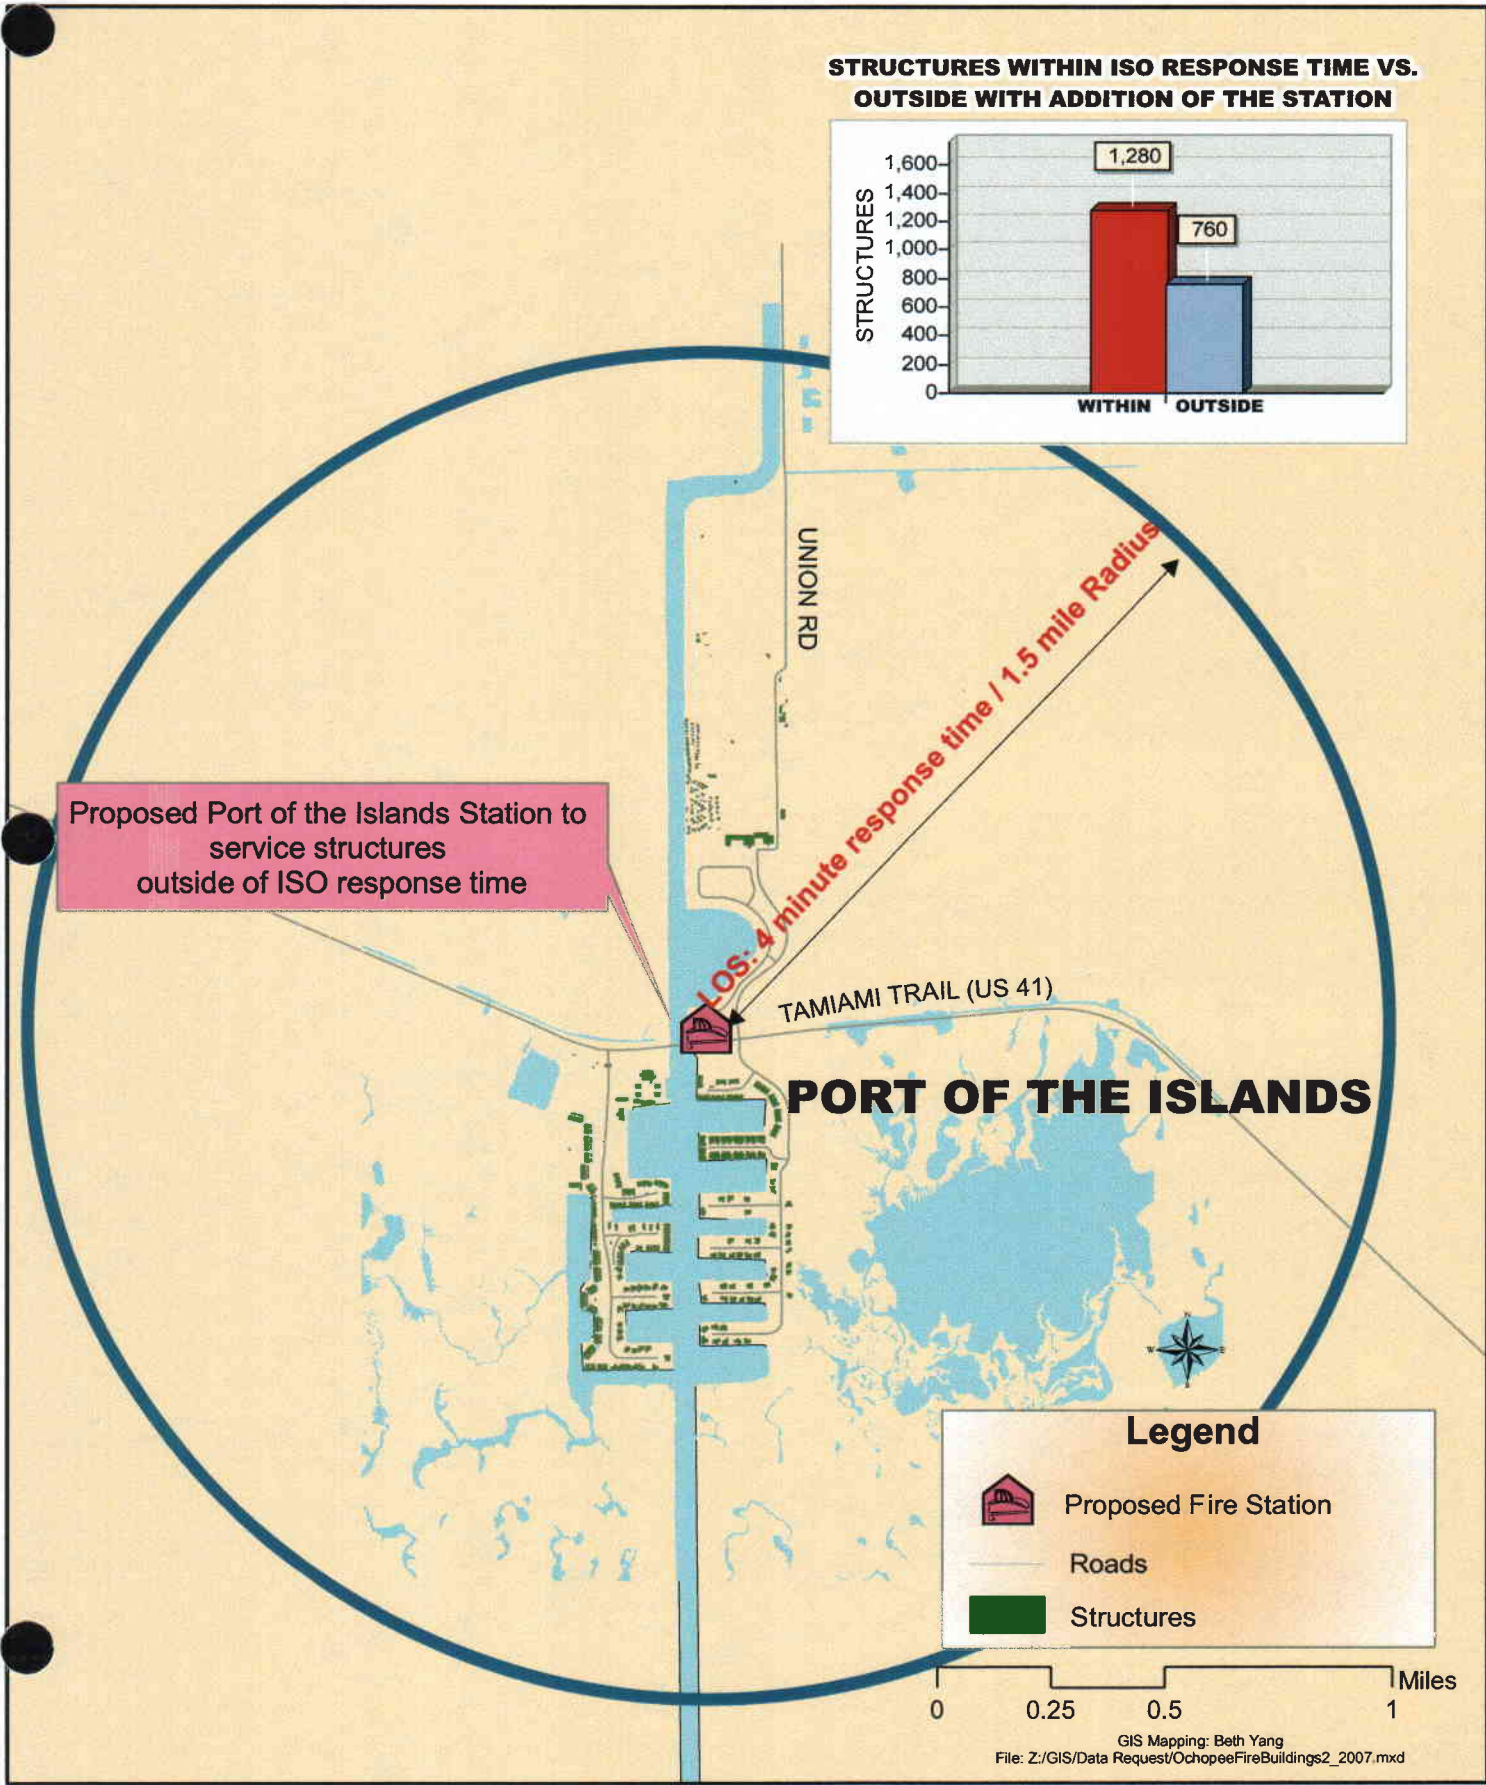 STRUCTURES WITHIN ISO RESPONSE TIME VS.
OUTSIDE WITH ADDITION OF THE STATION
STRUCTURES
1,600
1,400
1,200
1,000
800
600
400
200
0
1,280
760
WITHIN
OUTSIDE
UNION RD
LOS: 4 minute response time / 1.5 mile Radius
Proposed Port of the Islands Station to
service structures
outside of ISO response time
TAMIAMI TRAIL (US 41)
PORT OF THE ISLANDS
N
W
E
S
Legend
Proposed Fire Station
Roads
Structures
Miles
0
0.25
0.5
1
GIS Mapping: Beth Yang
File: Z:/GIS/Data Request/OchopeeFireBuildings2_2007.mxd